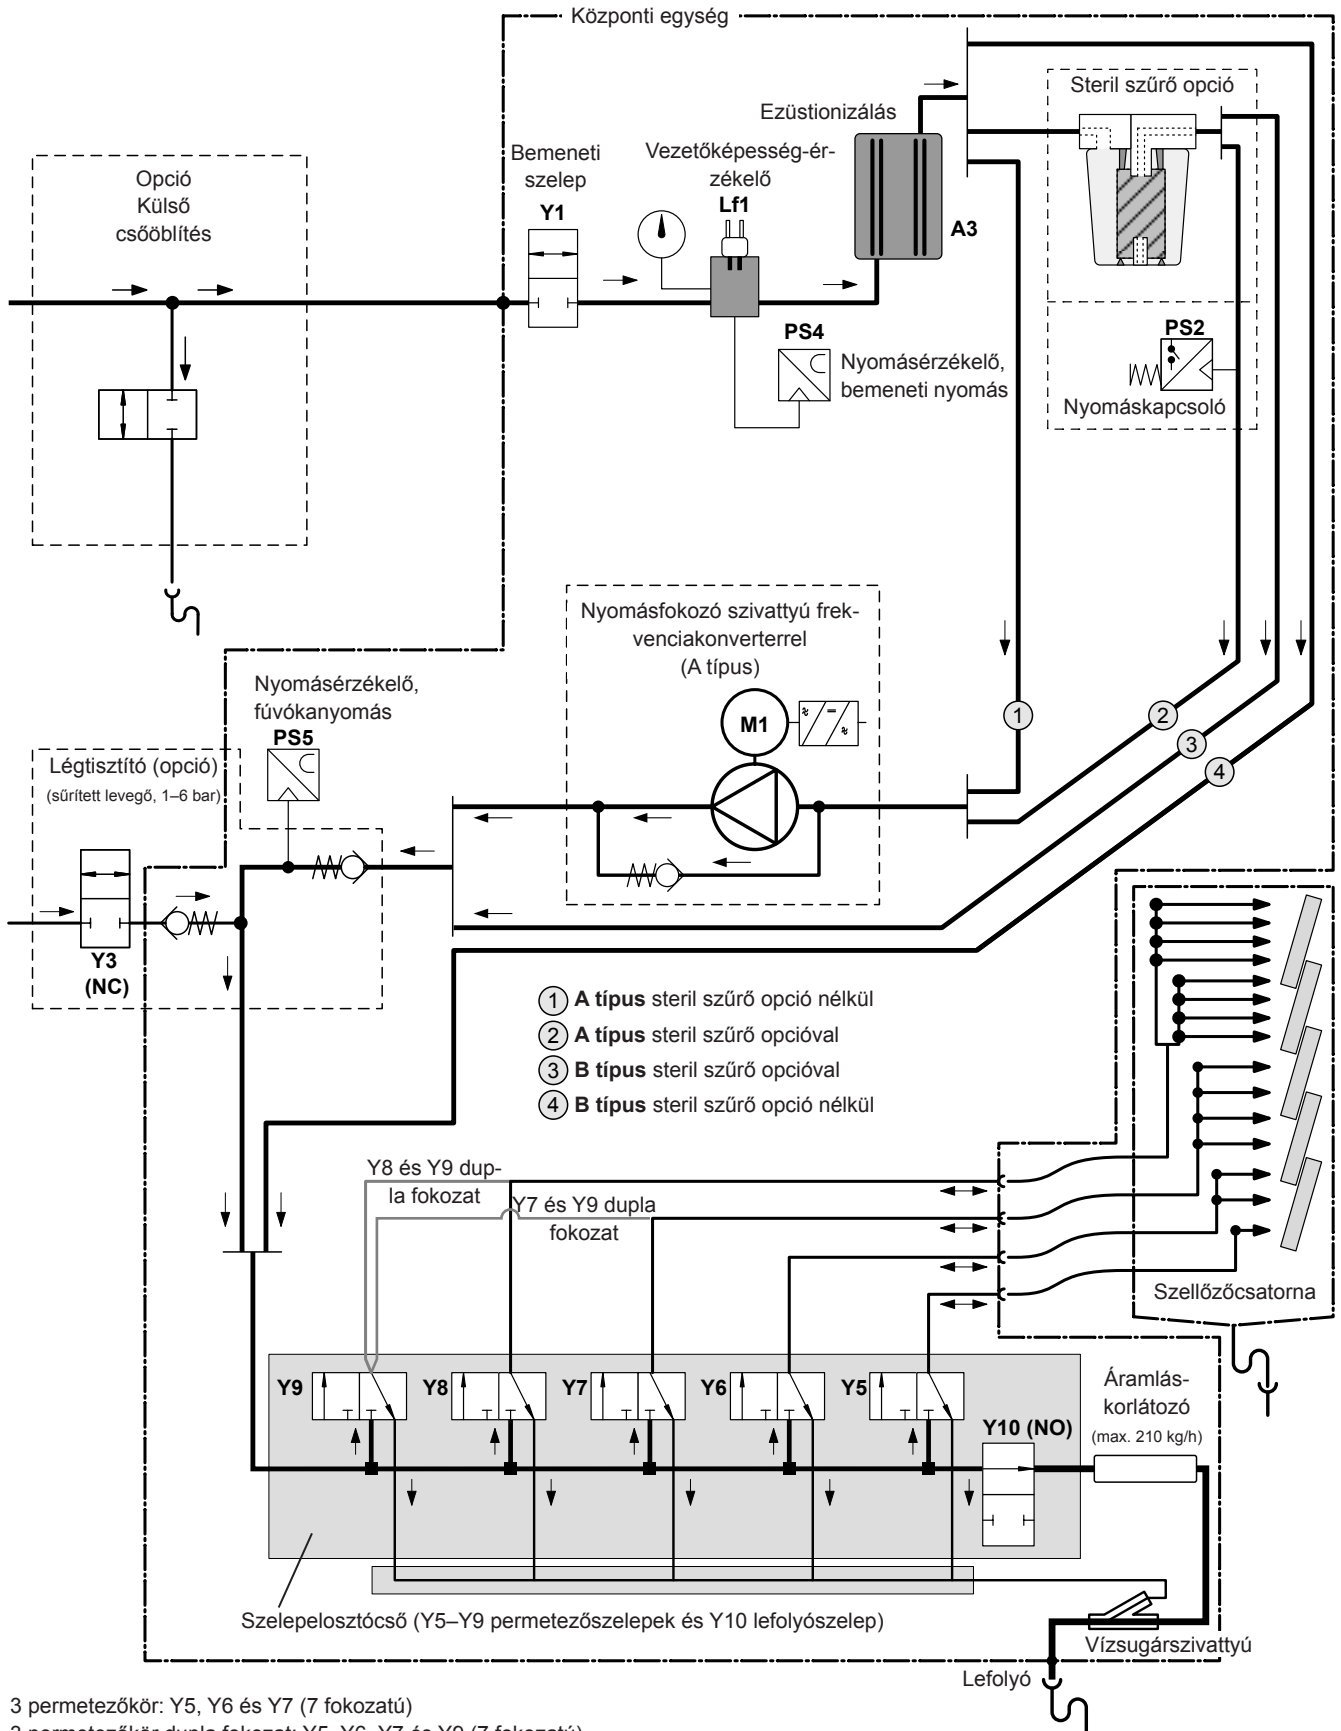 Központi egység
Steril szűrő opció
Ezüstionizálás
Bemeneti
szelep
Y1
Vezetőképesség-ér-
zékelő
Lf1
A3
Opció
Külső
csőöblítés
PS4
Nyomásérzékelő,
bemeneti nyomás
PS2
Nyomáskapcsoló
Nyomásfokozó szivattyú frek-
venciakonverterrel
(A típus)
M1
Nyomásérzékelő,
fúvókanyomás
PS5
Légtisztító (opció)
(sűrített levegő, 1–6 bar)
1
2
3
4
Y3
(NC)
1 A típus steril szűrő opció nélkül
2 A típus steril szűrő opcióval
3 B típus steril szűrő opcióval
4 B típus steril szűrő opció nélkül
Y8 és Y9 dup-
la fokozat
Y7 és Y9 dupla
fokozat
Szellőzőcsatorna
Y9
Y8
Y7
Y6
Y5
Y10 (NO)
Áramlás-
korlátozó
(max. 210 kg/h)
Szelepelosztócső (Y5–Y9 permetezőszelepek és Y10 lefolyószelep)
Vízsugárszivattyú
Lefolyó
3 permetezőkör: Y5, Y6 és Y7 (7 fokozatú)